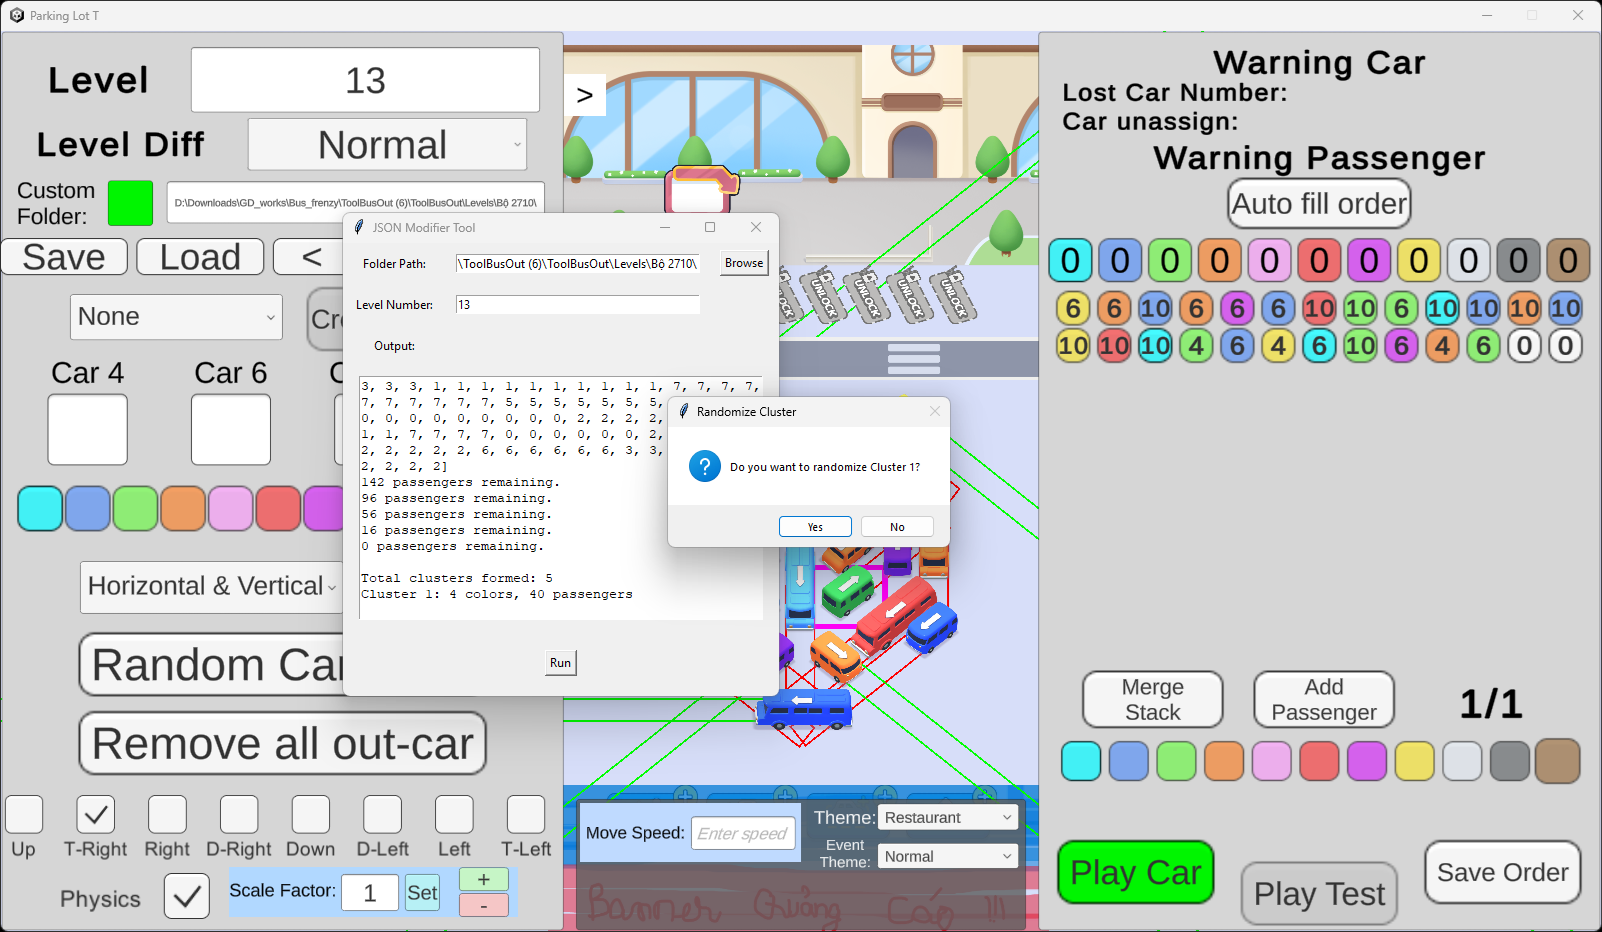 Parking Lot T
Level
13
Level Diff
Normal
Custom
Folder:
D:\Downloads\GD_works\Bus_frenzy\ToolBusOut (6)\ToolBusOut\Levels\Bộ 2710\
Save
Load
<
None
Cre
Car 4
Car 6
Horizontal & Vertical
Random Car
Remove all out-car
Up
T-Right
Right
D-Right
Down
D-Left
Left
T-Left
Physics
Scale Factor:
1
Set
+
-
>
JSON Modifier Tool
Folder Path:
\ToolBusOut (6)\ToolBusOut\Levels\Bộ 2710\
Browse
Level Number:
13
Output:
3, 3, 3, 1, 1, 1, 1, 1, 1, 1, 1, 1, 1, 7, 7, 7, 7,
7, 7, 7, 7, 7, 7, 5, 5, 5, 5, 5, 5, 5,
0, 0, 0, 0, 0, 0, 0, 0, 0, 2, 2, 2, 2,
1, 1, 7, 7, 7, 7, 0, 0, 0, 0, 0, 0, 2,
2, 2, 2, 2, 2, 6, 6, 6, 6, 6, 6, 3, 3,
2, 2, 2, 2]
142 passengers remaining.
96 passengers remaining.
56 passengers remaining.
16 passengers remaining.
0 passengers remaining.
Total clusters formed: 5
Cluster 1: 4 colors, 40 passengers
Run
Randomize Cluster
Do you want to randomize Cluster 1?
Yes
No
UNLOCK
UNLOCK
UNLOCK
UNLOCK
Move Speed:
Enter speed
Theme:
Restaurant
Event
Theme:
Normal
Banner Quảng Cáo !!!
Warning Car
Lost Car Number:
Car unassign:
Warning Passenger
Auto fill order
0 0 0 0 0 0 0 0 0 0 0
6 6 10 6 6 6 10 10 6 10 10 10 10
10 10 10 4 6 4 6 10 6 4 6 0 0
Merge
Stack
Add
Passenger
1/1
Play Car
Play Test
Save Order